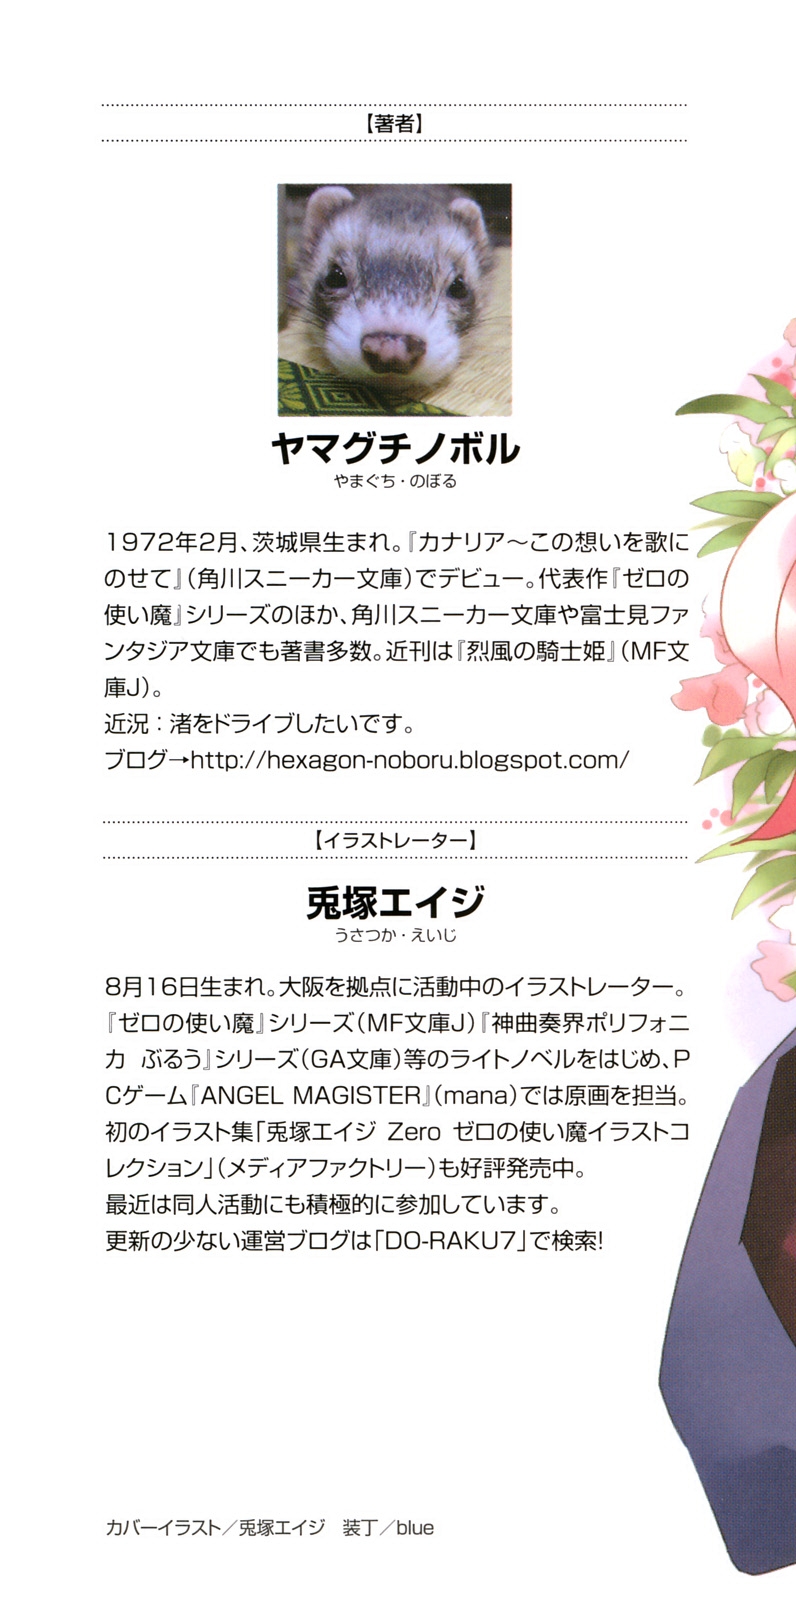 【著者】
ヤマグチノボル
やまぐち・のぼる
1972年2月、茨城県生まれ。『カナリア～この想いを歌に
のせて』（角川スニーカー文庫）でデビュー。代表作『ゼロの
使い魔』シリーズのほか、角川スニーカー文庫や富士見ファ
ンタジア文庫でも著書多数。近刊は『烈風の騎士姫』（MF文
庫J）。
近況：渚をドライブしたいです。
ブログ→http://hexagon-noboru.blogspot.com/
【イラストレーター】
兎塚エイジ
うさつか・えいじ
8月16日生まれ。大阪を拠点に活動中のイラストレーター。
『ゼロの使い魔』シリーズ（MF文庫J）『神曲奏界ポリフォニ
カ ぶるう』シリーズ（GA文庫）等のライトノベルをはじめ、P
Cゲーム『ANGEL MAGISTER』（mana）では原画を担当。
初のイラスト集「兎塚エイジ Zero ゼロの使い魔イラストコ
レクション」（メディアファクトリー）も好評発売中。
最近は同人活動にも積極的に参加しています。
更新の少ない運営ブログは「DO-RAKU7」で検索!
カバーイラスト／兎塚エイジ 装丁／blue